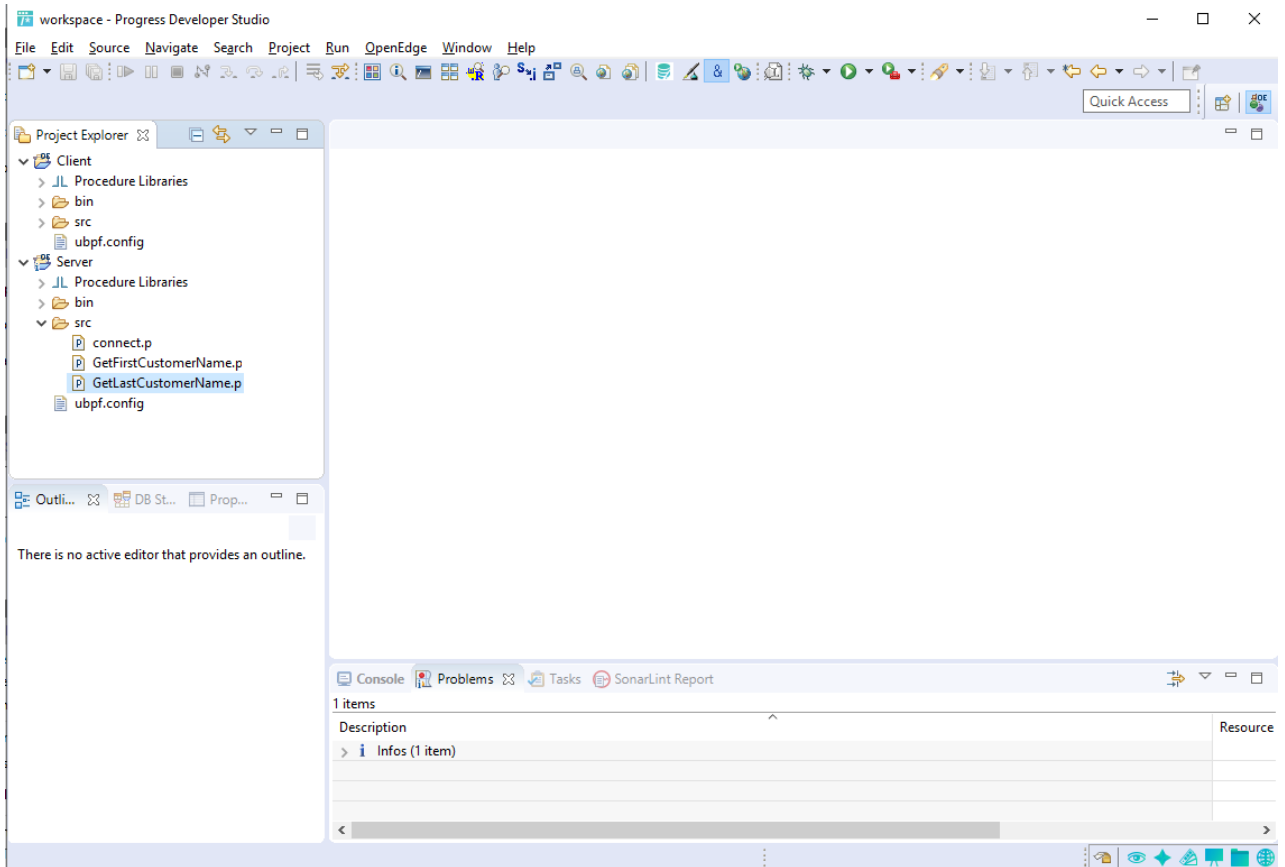 workspace - Progress Developer Studio
File Edit Source Navigate Search Project Run OpenEdge Window Help
Quick Access
Project Explorer
Client
Procedure Libraries
bin
src
ubpf.config
Server
Procedure Libraries
bin
src
connect.p
GetFirstCustomerName.p
GetLastCustomerName.p
ubpf.config
Outli... DB St... Prop...
There is no active editor that provides an outline.
Console Problems Tasks SonarLint Report
1 items
Description Resource
Infos (1 item)